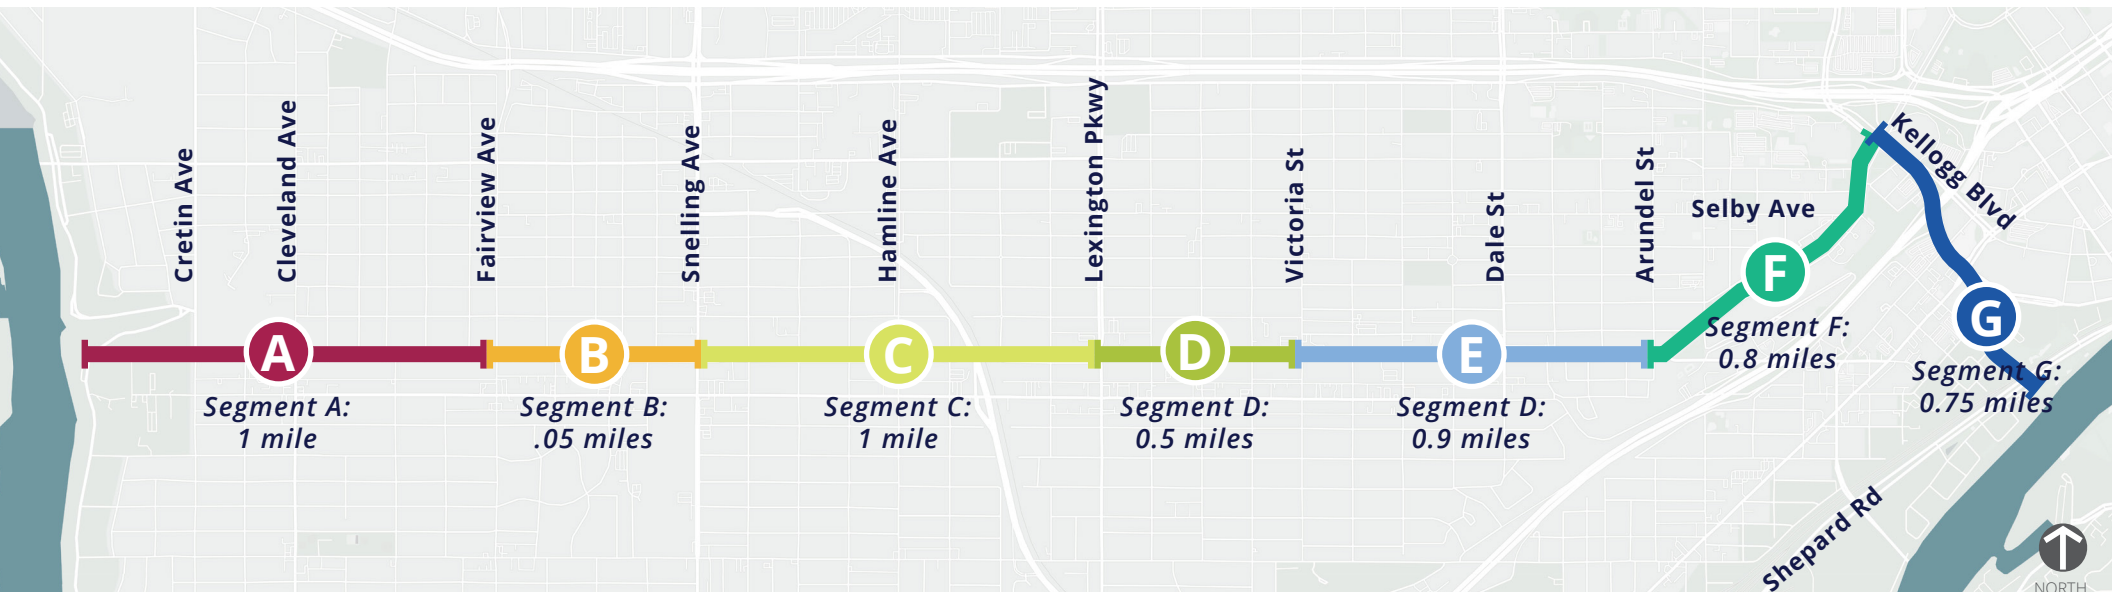 Cretin Ave
Cleveland Ave
Fairview Ave
Snelling Ave
Hamline Ave
Lexington Pkwy
Victoria St
Dale St
Arundel St
Selby Ave
Kellogg Blvd
A
B
C
D
E
F
G
Segment A:
1 mile
Segment B:
.05 miles
Segment C:
1 mile
Segment D:
0.5 miles
Segment D:
0.9 miles
Segment F:
0.8 miles
Segment G:
0.75 miles
Shepard Rd
NORTH